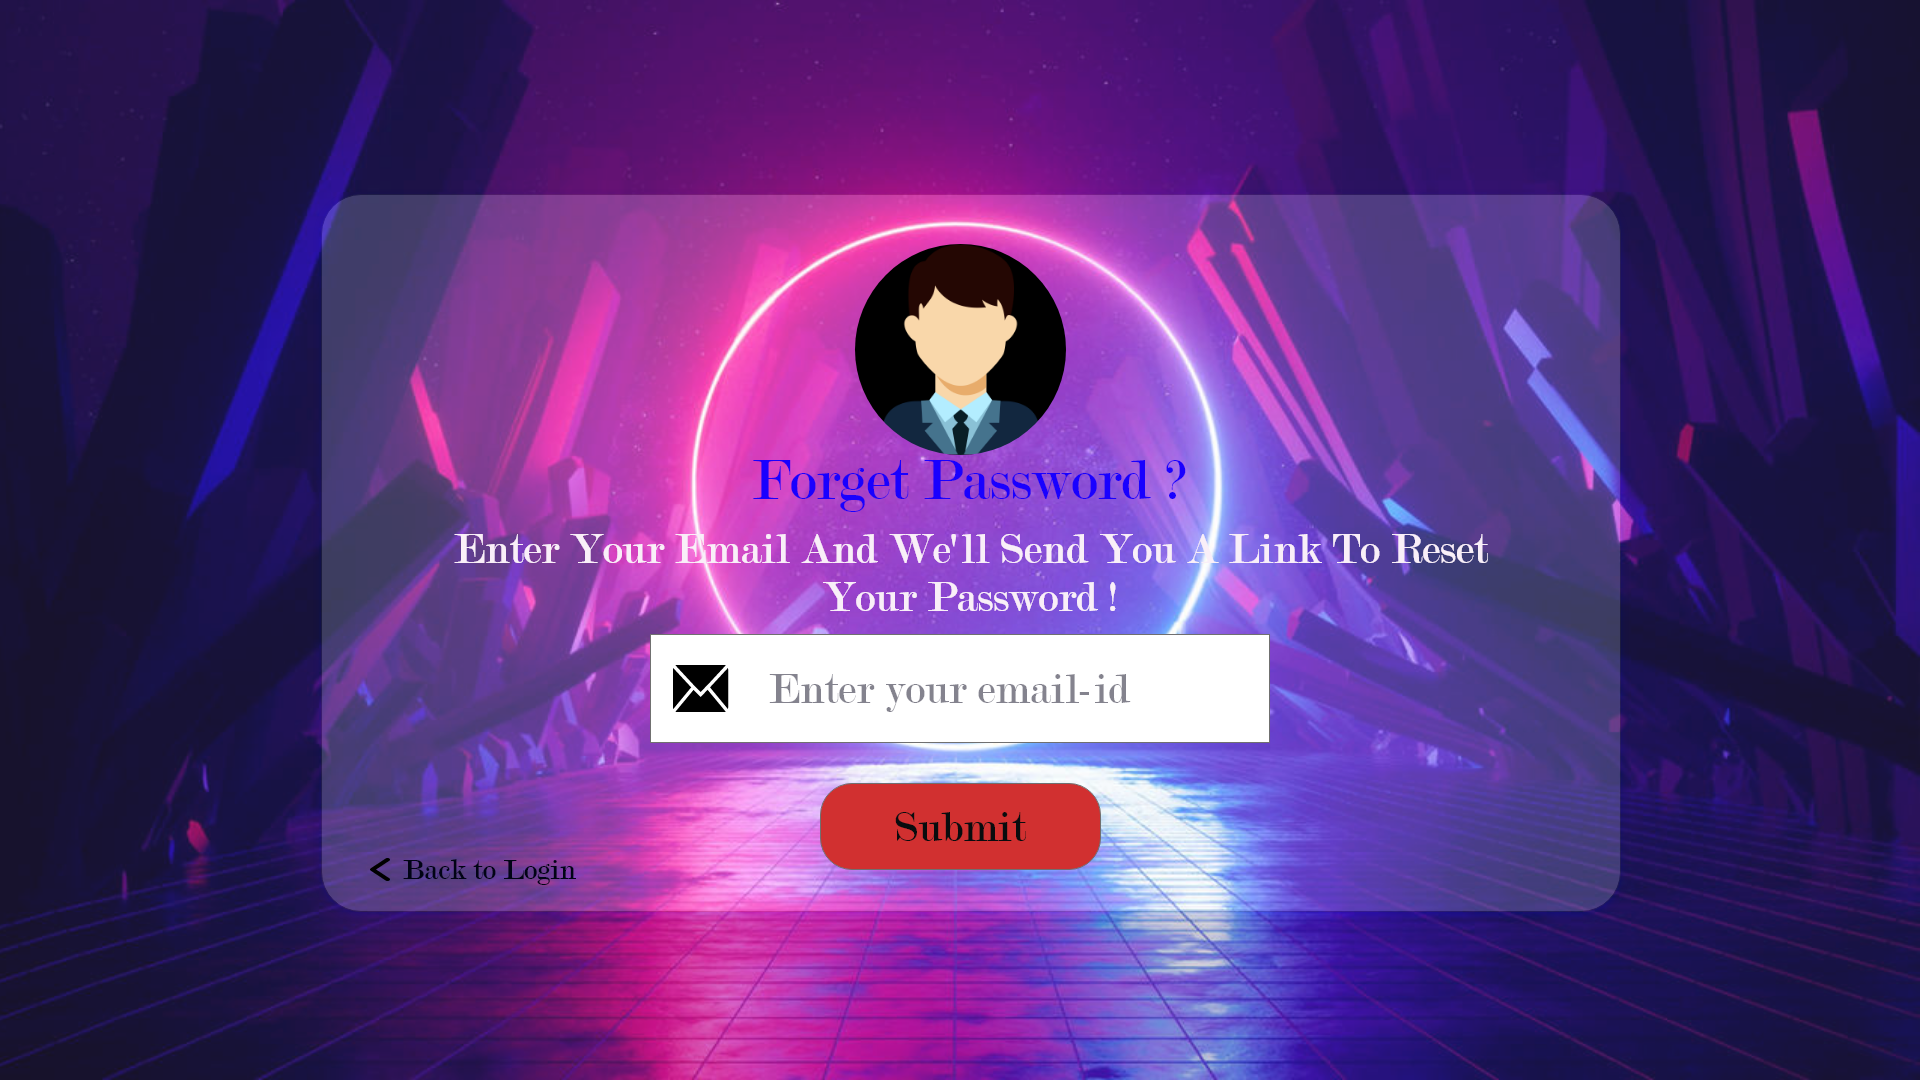 Forget Password ?
Enter Your Email And We'll Send You A Link To Reset
Your Password !
Enter your email-id
Submit
Back to Login